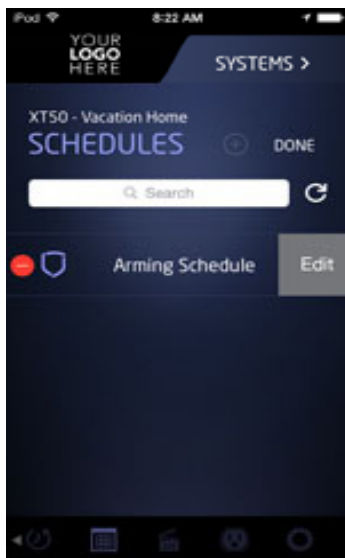 iPod 8:22 AM
YOUR
LOGO
HERE
SYSTEMS >
XT50 - Vacation Home
SCHEDULES
DONE
Search
Arming Schedule
Edit